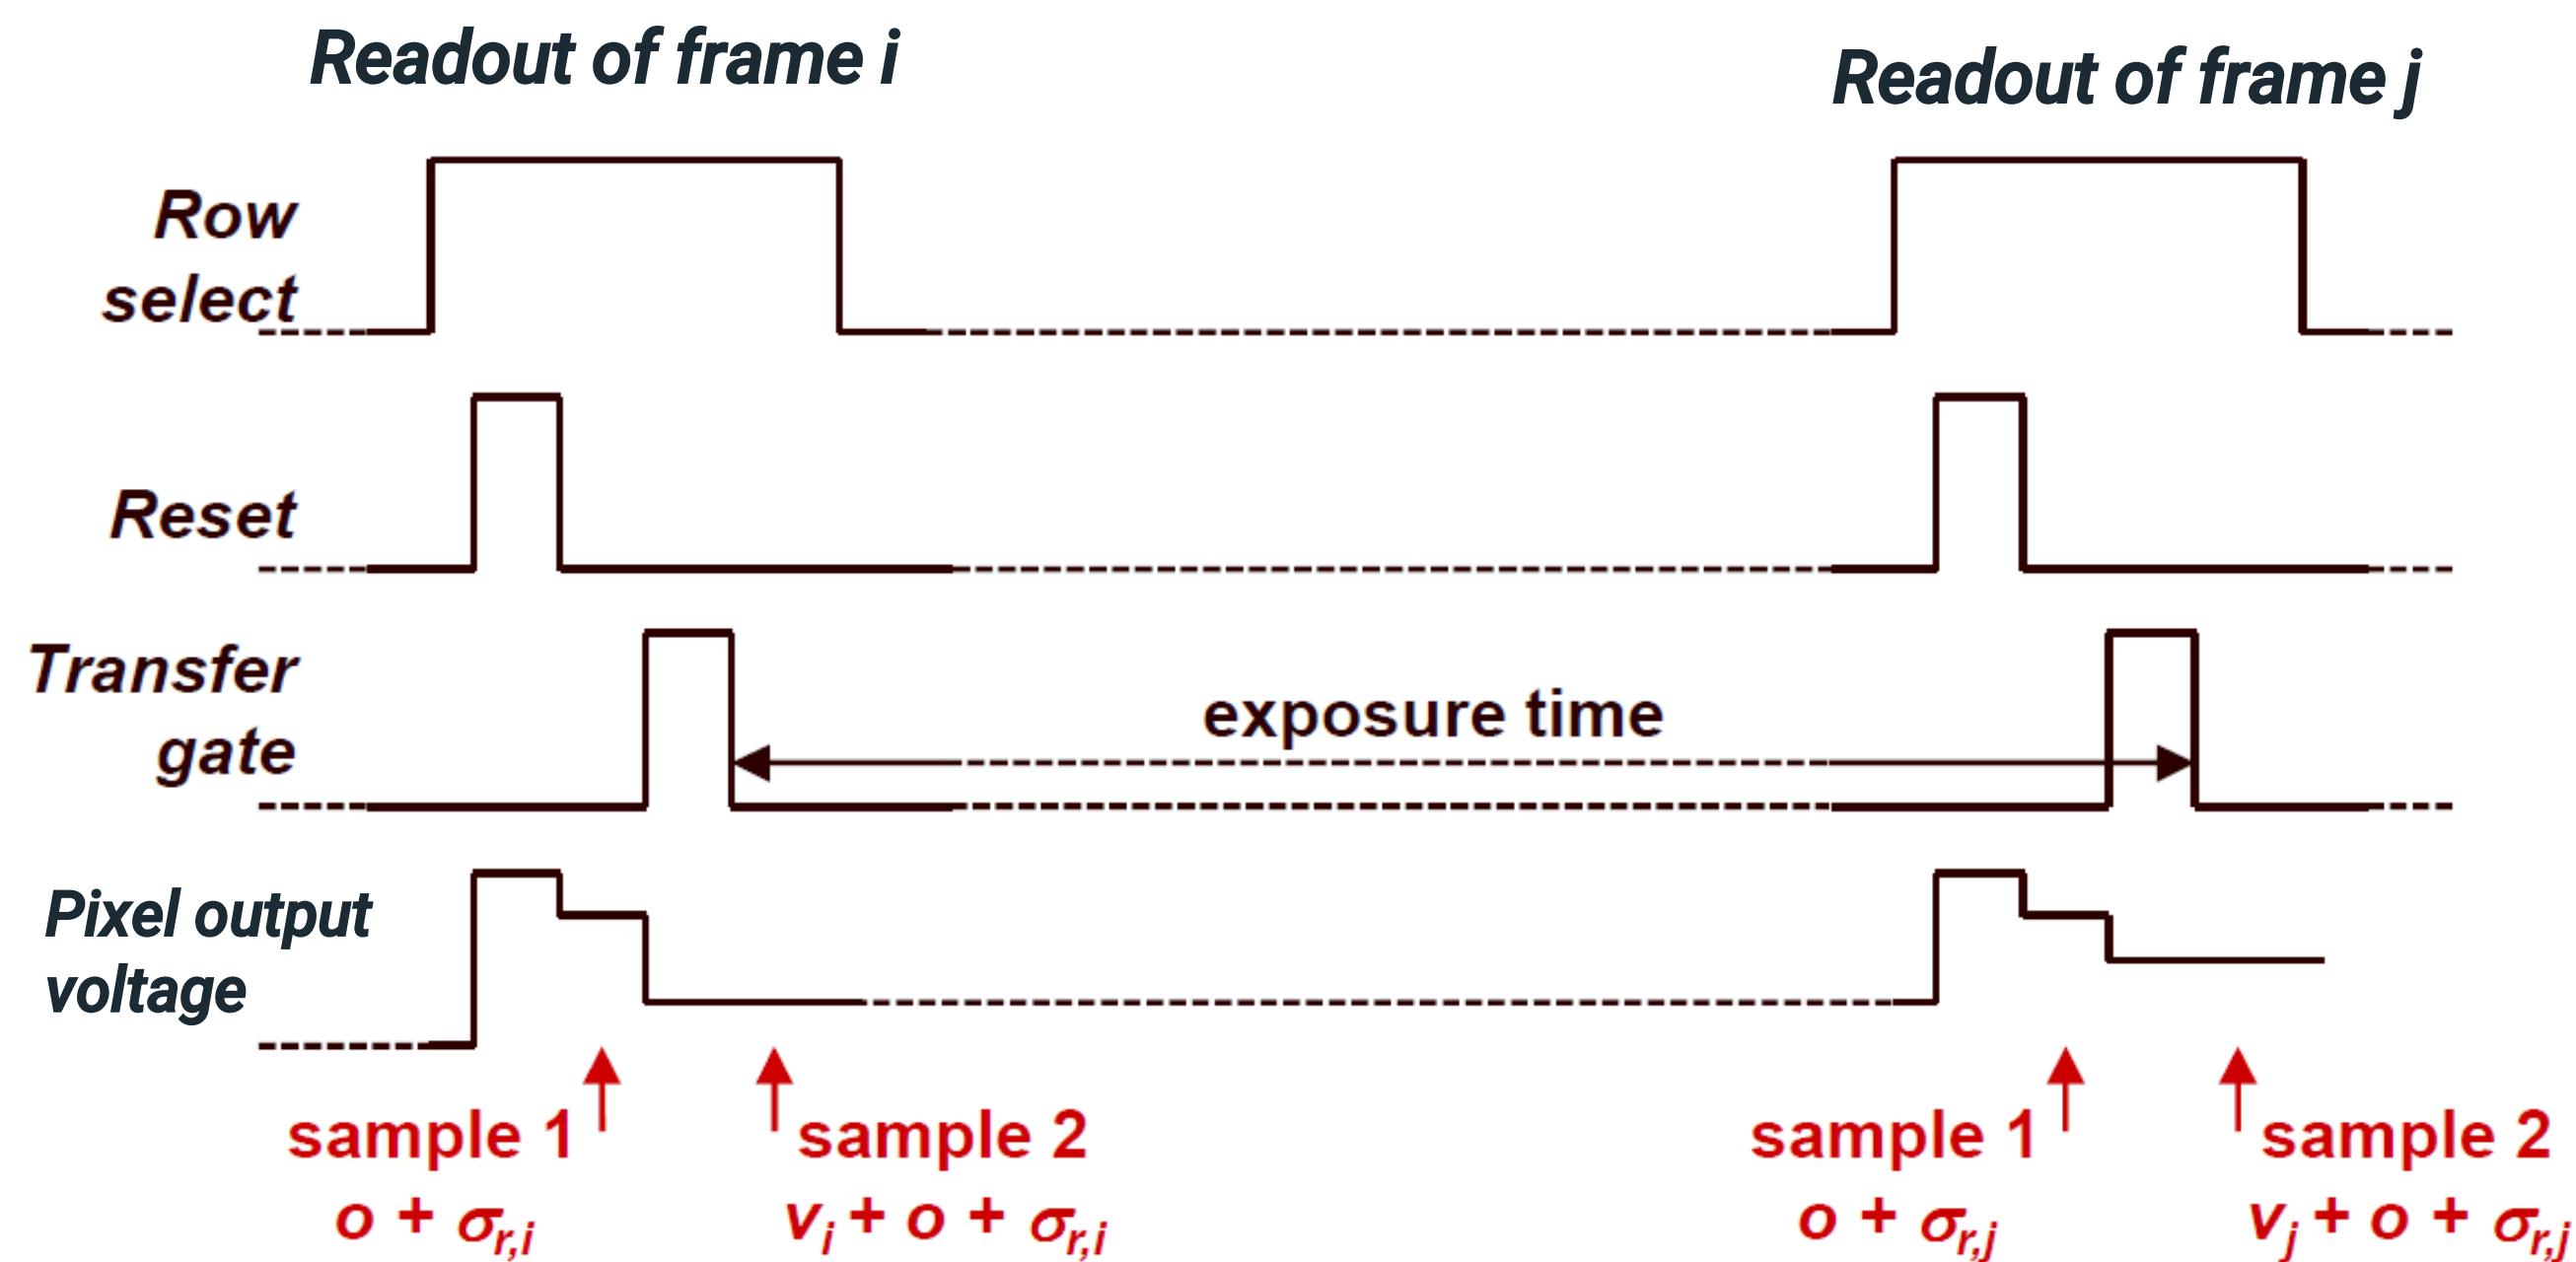 Readout of frame i
Readout of frame j
Row
select
Reset
Transfer
gate
exposure time
Pixel output
voltage
sample 1
o + σr,i
sample 2
vi + o + σr,i
sample 1
o + σr,j
sample 2
vj + o + σr,j